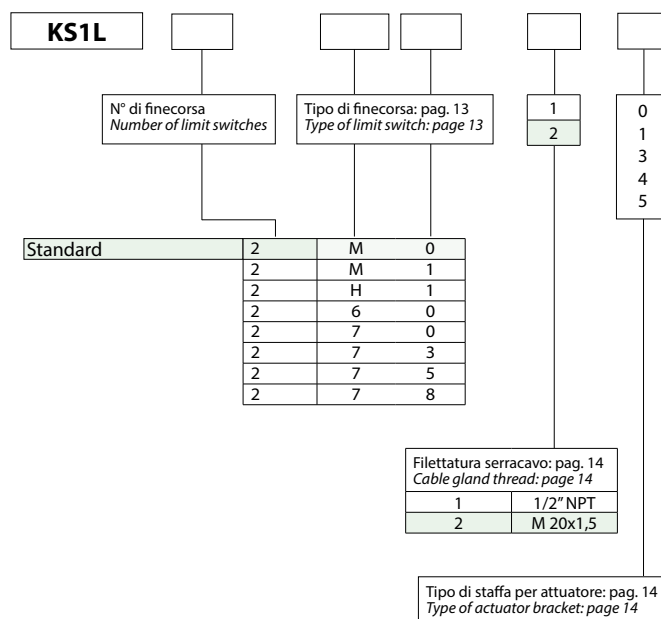 KS1L
N° di finecorsa
Number of limit switches
Tipo di finecorsa: pag. 13
Type of limit switch: page 13
1
2
0
1
3
4
5
Standard 2 M 0
2 M 1
2 H 1
2 6 0
2 7 0
2 7 3
2 7 5
2 7 8
Filettatura serracavo: pag. 14
Cable gland thread: page 14
1 1/2” NPT
2 M 20x1,5
Tipo di staffa per attuatore: pag. 14
Type of actuator bracket: page 14